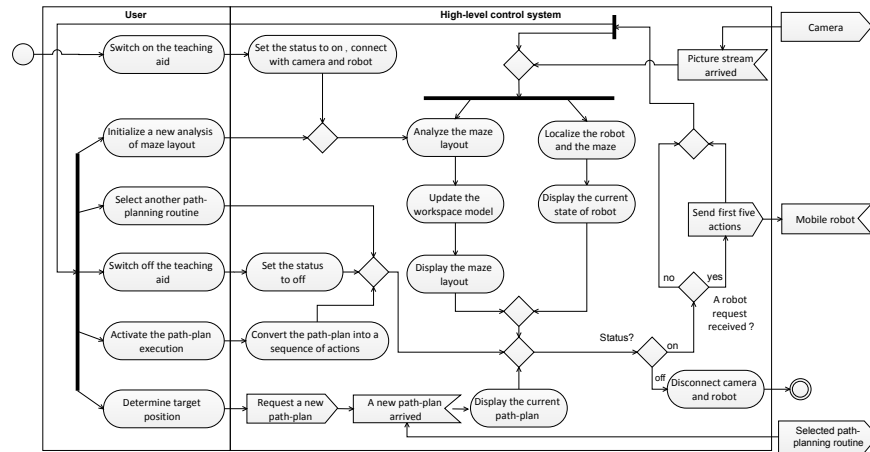 User
High-level control system
Switch on the teaching
aid
Set the status to on , connect
with camera and robot
Camera
Picture stream
arrived
Initialize a new analysis
of maze layout
Analyze the maze
layout
Localize the robot
and the maze
Select another path-
planning routine
Update the
workspace model
Display the current
state of robot
Send first five
actions
Mobile robot
Switch off the teaching
aid
Set the status
to off
Display the maze
layout
no
yes
A robot
request
received ?
Activate the path-plan
execution
Convert the path-plan into a
sequence of actions
Status?
on
off
Disconnect camera
and robot
Determine target
position
Request a new
path-plan
A new path-plan
arrived
Display the current
path-plan
Selected path-
planning routine